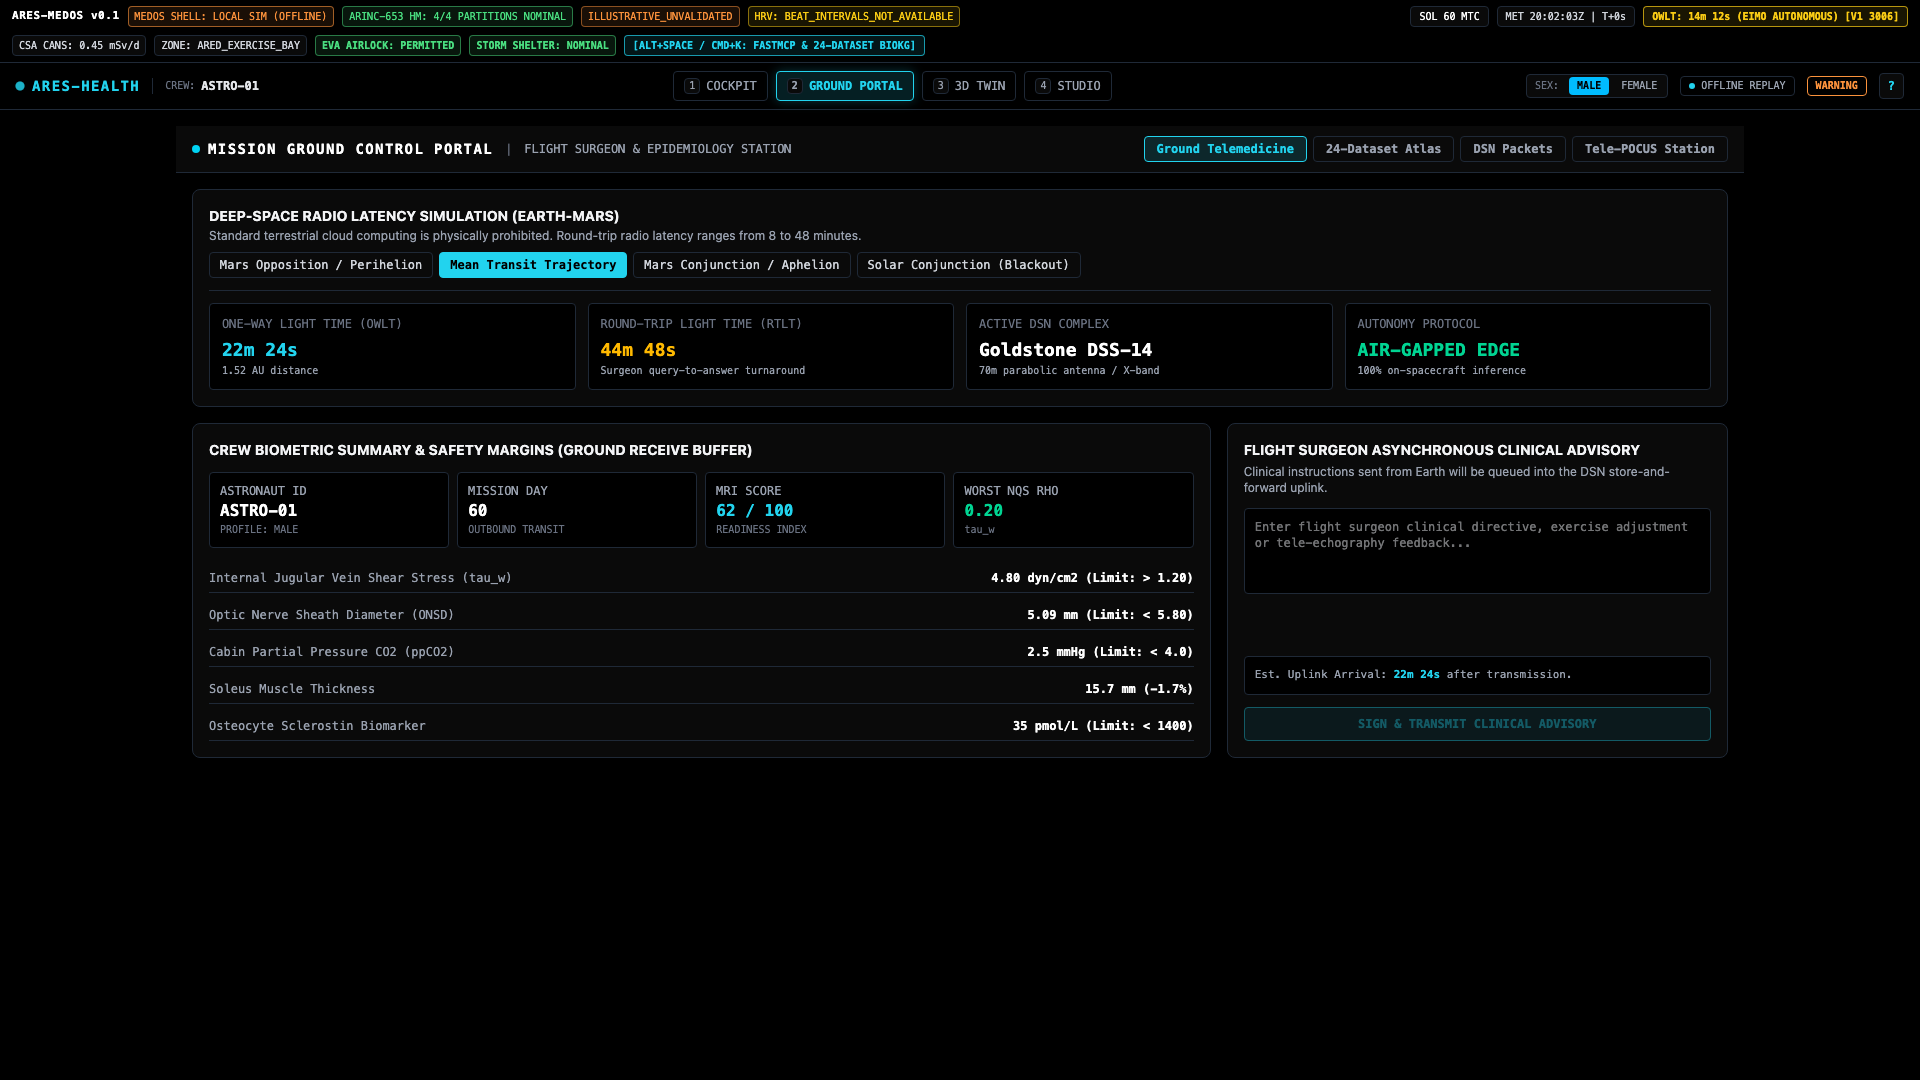 ARES-MEDOS v0.1 MEDOS SHELL: LOCAL SIM (OFFLINE) ARINC-653 HM: 4/4 PARTITIONS NOMINAL ILLUSTRATIVE_UNVALIDATED HRV: BEAT_INTERVALS_NOT_AVAILABLE SOL 60 MTC MET 20:02:03Z | T+0s OWLT: 14m 12s (EIMO AUTONOMOUS) [V1 3006]
CSA CANS: 0.45 mSv/d ZONE: ARED_EXERCISE_BAY EVA AIRLOCK: PERMITTED STORM SHELTER: NOMINAL [ALT+SPACE / CMD+K: FASTMCP & 24-DATASET BIOKG]
ARES-HEALTH CREW: ASTRO-01 1 COCKPIT 2 GROUND PORTAL 3 3D TWIN 4 STUDIO SEX: MALE FEMALE OFFLINE REPLAY WARNING ?
MISSION GROUND CONTROL PORTAL | FLIGHT SURGEON & EPIDEMIOLOGY STATION Ground Telemedicine 24-Dataset Atlas DSN Packets Tele-POCUS Station
DEEP-SPACE RADIO LATENCY SIMULATION (EARTH-MARS)
Standard terrestrial cloud computing is physically prohibited. Round-trip radio latency ranges from 8 to 48 minutes.
Mars Opposition / Perihelion Mean Transit Trajectory Mars Conjunction / Aphelion Solar Conjunction (Blackout)
ONE-WAY LIGHT TIME (OWLT)
22m 24s
1.52 AU distance
ROUND-TRIP LIGHT TIME (RTLT)
44m 48s
Surgeon query-to-answer turnaround
ACTIVE DSN COMPLEX
Goldstone DSS-14
70m parabolic antenna / X-band
AUTONOMY PROTOCOL
AIR-GAPPED EDGE
100% on-spacecraft inference
CREW BIOMETRIC SUMMARY & SAFETY MARGINS (GROUND RECEIVE BUFFER)
ASTRONAUT ID
ASTRO-01
PROFILE: MALE
MISSION DAY
60
OUTBOUND TRANSIT
MRI SCORE
62 / 100
READINESS INDEX
WORST NQS RHO
0.20
tau_w
Internal Jugular Vein Shear Stress (tau_w) 4.80 dyn/cm2 (Limit: > 1.20)
Optic Nerve Sheath Diameter (ONSD) 5.09 mm (Limit: < 5.80)
Cabin Partial Pressure CO2 (ppCO2) 2.5 mmHg (Limit: < 4.0)
Soleus Muscle Thickness 15.7 mm (-1.7%)
Osteocyte Sclerostin Biomarker 35 pmol/L (Limit: < 1400)
FLIGHT SURGEON ASYNCHRONOUS CLINICAL ADVISORY
Clinical instructions sent from Earth will be queued into the DSN store-and-
forward uplink.
Enter flight surgeon clinical directive, exercise adjustment
or tele-echography feedback...
Est. Uplink Arrival: 22m 24s after transmission.
SIGN & TRANSMIT CLINICAL ADVISORY